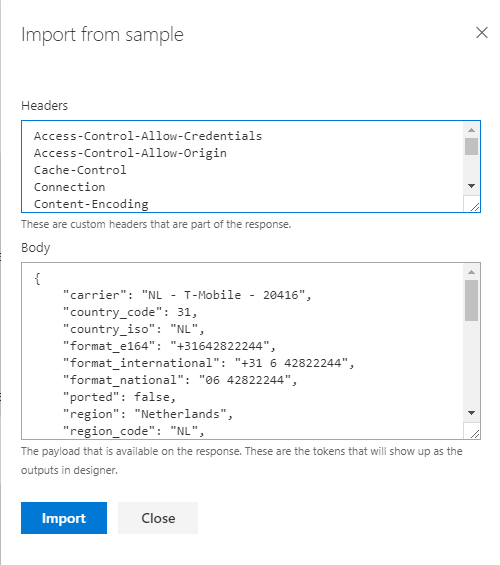 Import from sample
Headers
Access-Control-Allow-Credentials
Access-Control-Allow-Origin
Cache-Control
Connection
Content-Encoding
These are custom headers that are part of the response.
Body
{
"carrier": "NL - T-Mobile - 20416",
"country_code": 31,
"country_iso": "NL",
"format_e164": "+31642822244",
"format_international": "+31 6 42822244",
"format_national": "06 42822244",
"ported": false,
"region": "Netherlands",
"region_code": "NL",
The payload that is available on the response. These are the tokens that will show up as the
outputs in designer.
Import Close